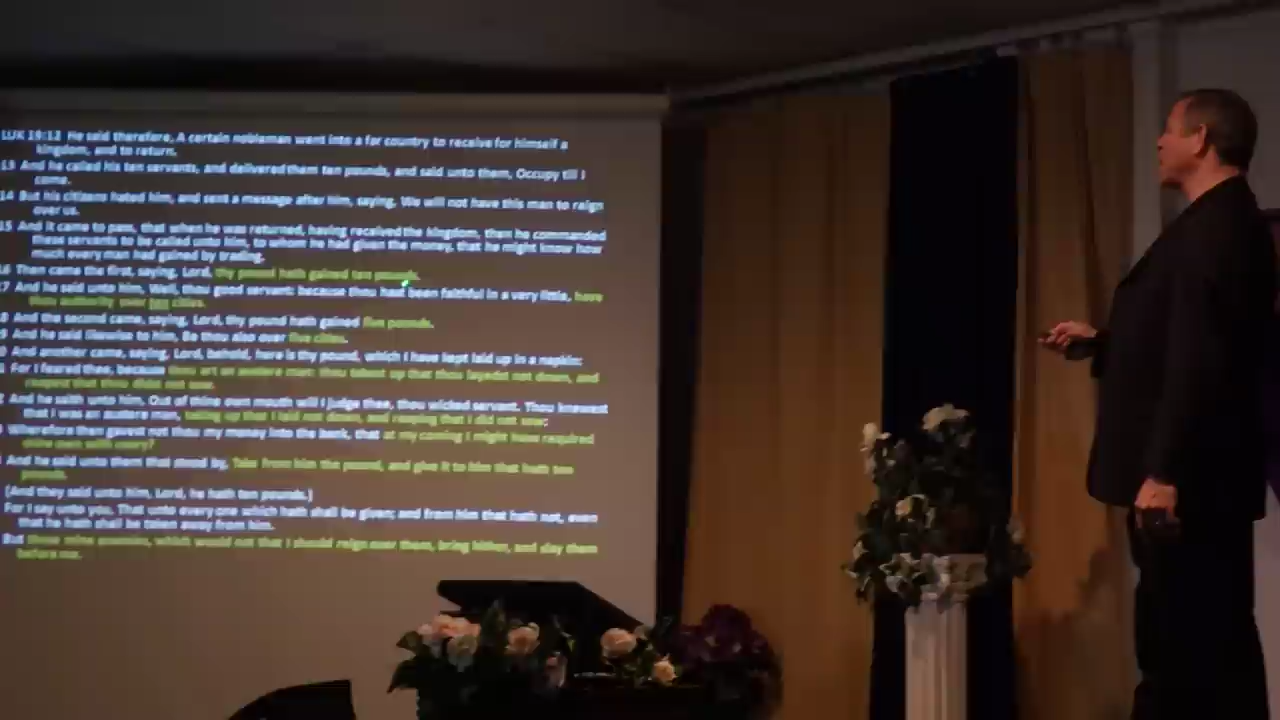 LUK 19:12 He said therefore, A certain nobleman went into a far country to receive for himself a
kingdom, and to return.
13 And he called his ten servants, and delivered them ten pounds, and said unto them, Occupy till I
come.
14 But his citizens hated him, and sent a message after him, saying, We will not have this man to reign
over us.
15 And it came to pass, that when he was returned, having received the kingdom, then he commanded
these servants to be called unto him, to whom he had given the money, that he might know how
much every man had gained by trading.
6 Then came the first, saying, Lord, thy pound hath gained ten pounds.
7 And he said unto him, Well, thou good servant: because thou hast been faithful in a very little, have
thou authority over ten cities.
8 And the second came, saying, Lord, thy pound hath gained five pounds.
9 And he said likewise to him, Be thou also over five cities.
0 And another came, saying, Lord, behold, here is thy pound, which I have kept laid up in a napkin:
For I feared thee, because thou art an austere man: thou takest up that thou layedst not down, and
reapest that thou didst not sow.
And he saith unto him, Out of thine own mouth will I judge thee, thou wicked servant. Thou knewest
that I was an austere man, taking up that I laid not down, and reaping that I did not sow:
Wherefore then gavest not thou my money into the bank, that at my coming I might have required
mine own with usury?
And he said unto them that stood by, Take from him the pound, and give it to him that hath ten
pounds.
(And they said unto him, Lord, he hath ten pounds.)
For I say unto you, That unto every one which hath shall be given; and from him that hath not, even
that he hath shall be taken away from him.
But those mine enemies, which would not that I should reign over them, bring hither, and slay them
before me.